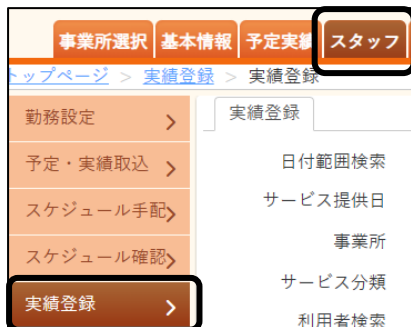 事業所選択 基本情報 予定実績 スタッフ
トップページ > 実績登録 > 実績登録
勤務設定
予定・実績取込
スケジュール手配
スケジュール確認
実績登録
実績登録
日付範囲検索
サービス提供日
事業所
サービス分類
利用者検索